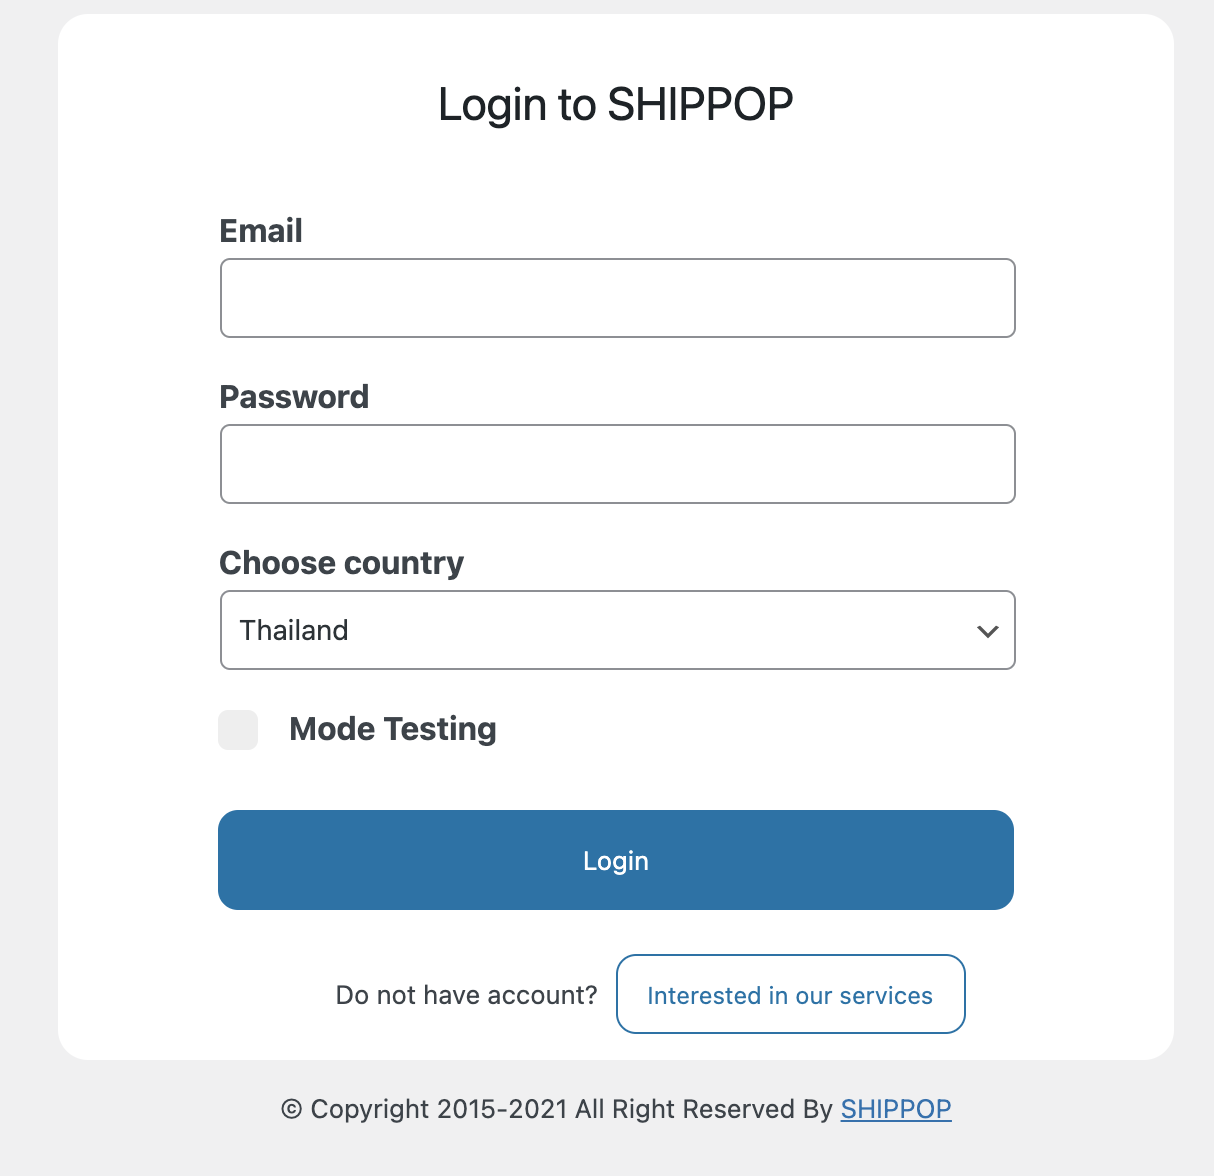 Login to SHIPPOP
Email
Password
Choose country
Thailand
Mode Testing
Login
Do not have account? Interested in our services
© Copyright 2015-2021 All Right Reserved By SHIPPOP